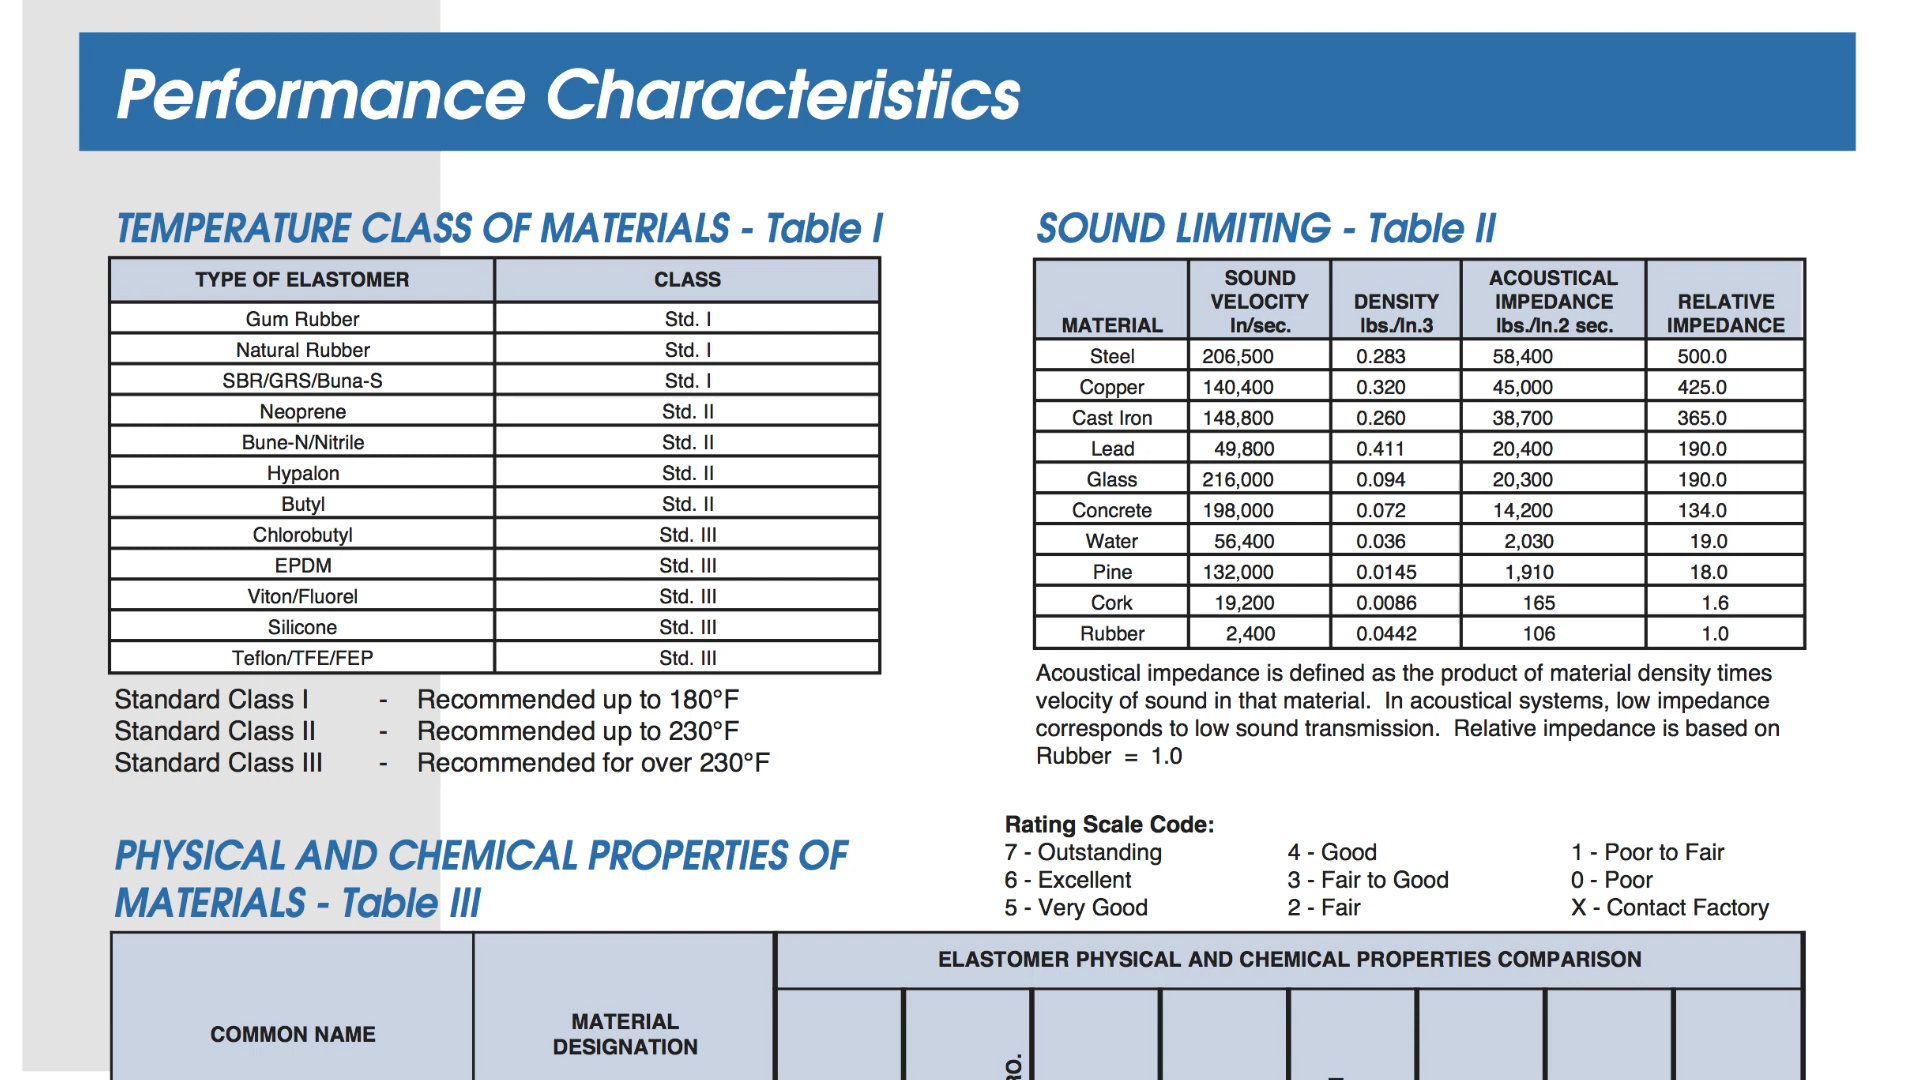 Performance Characteristics
TEMPERATURE CLASS OF MATERIALS - Table I
TYPE OF ELASTOMER CLASS
Gum Rubber Std. I
Natural Rubber Std. I
SBR/GRS/Buna-S Std. I
Neoprene Std. II
Bune-N/Nitrile Std. II
Hypalon Std. II
Butyl Std. II
Chlorobutyl Std. III
EPDM Std. III
Viton/Fluorel Std. III
Silicone Std. III
Teflon/TFE/FEP Std. III
Standard Class I - Recommended up to 180°F
Standard Class II - Recommended up to 230°F
Standard Class III - Recommended for over 230°F
SOUND LIMITING - Table II
MATERIAL SOUND VELOCITY In/sec. DENSITY lbs./In.3 ACOUSTICAL IMPEDANCE lbs./In.2 sec. RELATIVE IMPEDANCE
Steel 206,500 0.283 58,400 500.0
Copper 140,400 0.320 45,000 425.0
Cast Iron 148,800 0.260 38,700 365.0
Lead 49,800 0.411 20,400 190.0
Glass 216,000 0.094 20,300 190.0
Concrete 198,000 0.072 14,200 134.0
Water 56,400 0.036 2,030 19.0
Pine 132,000 0.0145 1,910 18.0
Cork 19,200 0.0086 165 1.6
Rubber 2,400 0.0442 106 1.0
Acoustical impedance is defined as the product of material density times
velocity of sound in that material. In acoustical systems, low impedance
corresponds to low sound transmission. Relative impedance is based on
Rubber = 1.0
PHYSICAL AND CHEMICAL PROPERTIES OF
MATERIALS - Table III
Rating Scale Code:
7 - Outstanding 4 - Good 1 - Poor to Fair
6 - Excellent 3 - Fair to Good 0 - Poor
5 - Very Good 2 - Fair X - Contact Factory
ELASTOMER PHYSICAL AND CHEMICAL PROPERTIES COMPARISON
COMMON NAME
MATERIAL
DESIGNATION